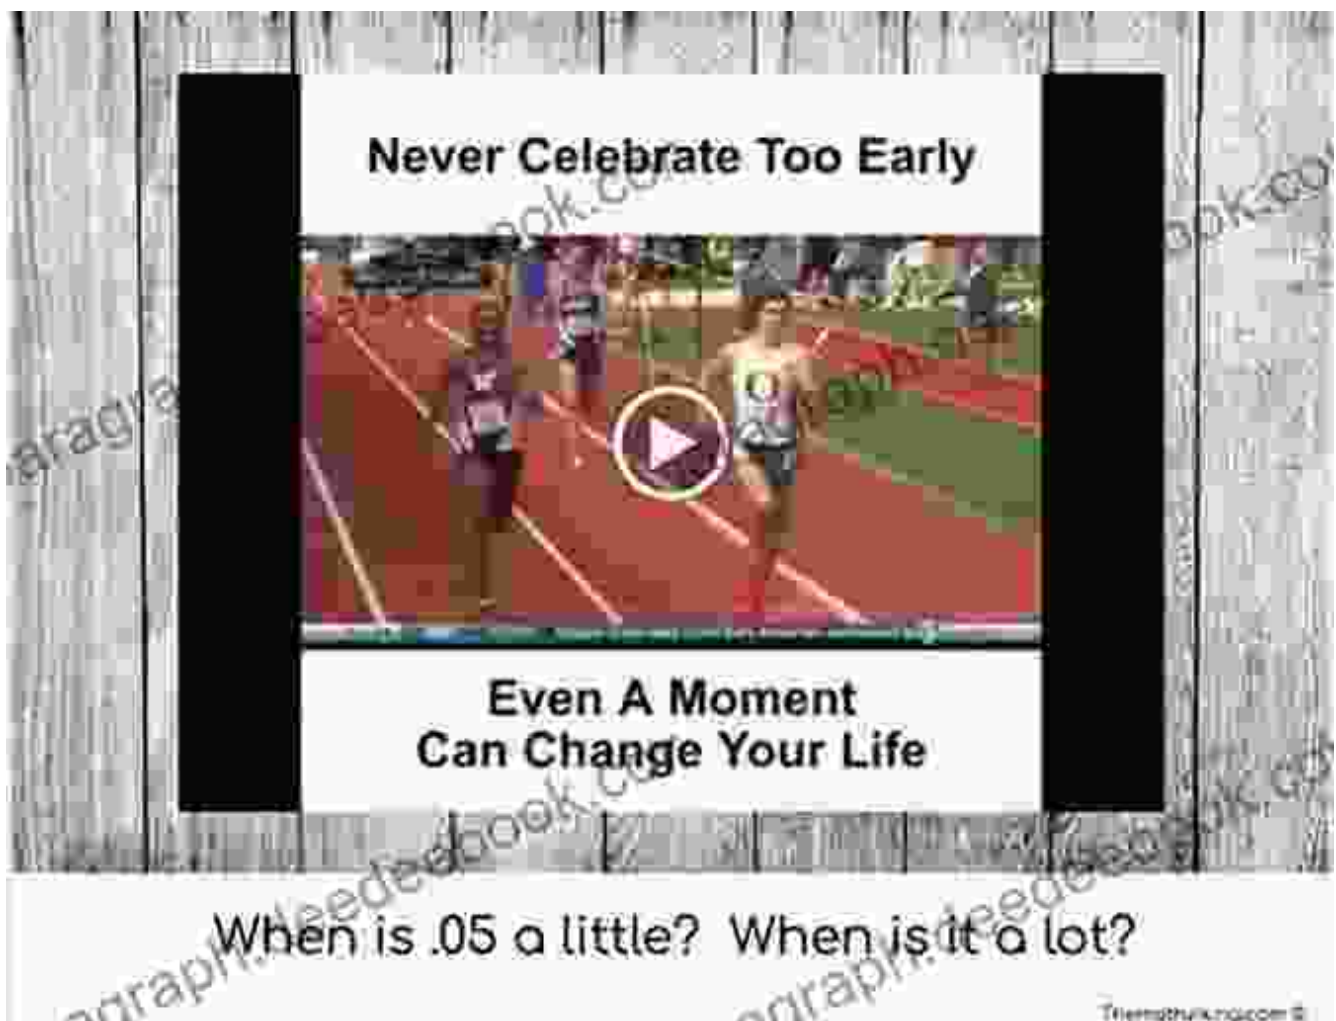 Never Celebrate Too Early
Even A Moment
Can Change Your Life
When is .05 a little? When is it a lot?